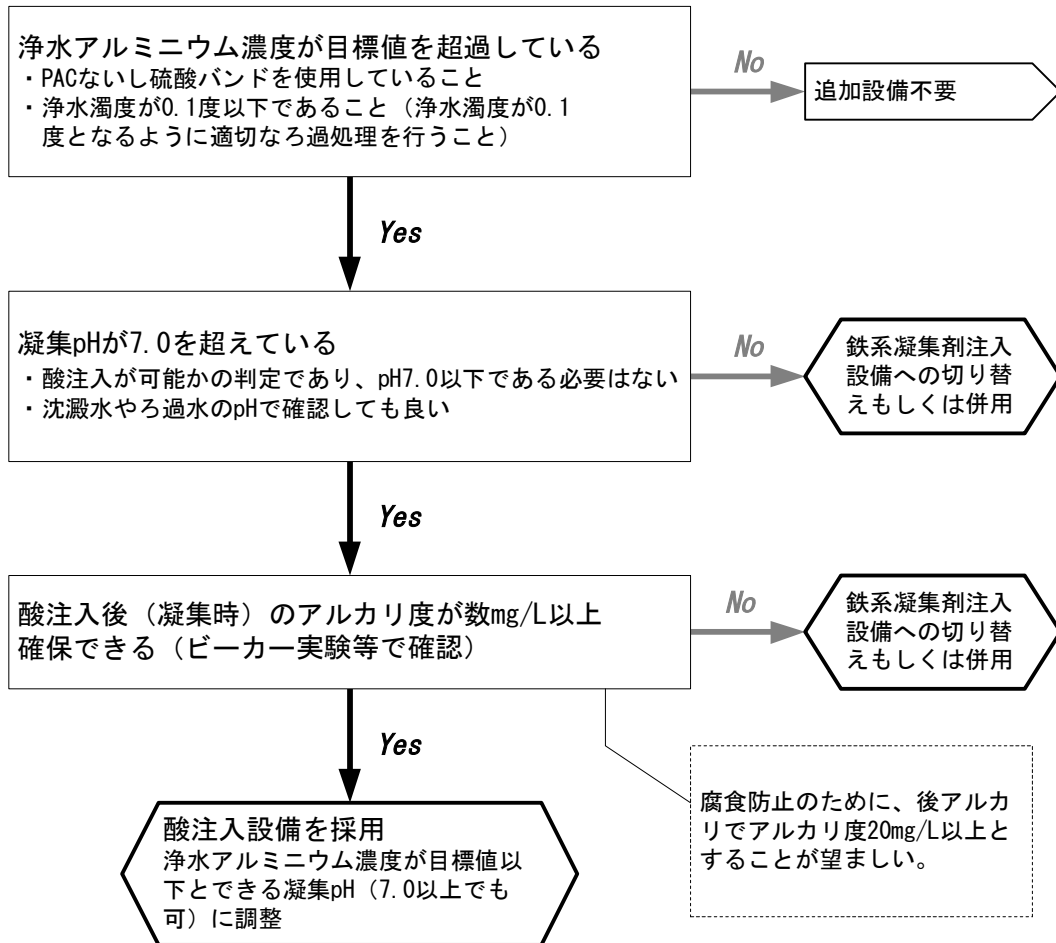 浄水アルミニウム濃度が目標値を超過している
・PACないし硫酸バンドを使用していること
・浄水濁度が0.1度以下であること（浄水濁度が0.1
度となるように適切なろ過処理を行うこと）
No
追加設備不要
Yes
凝集pHが7.0を超えている
・酸注入が可能かの判定であり、pH7.0以下である必要はない
・沈澱水やろ過水のpHで確認しても良い
No
鉄系凝集剤注入
設備への切り替
えもしくは併用
Yes
酸注入後（凝集時）のアルカリ度が数mg/L以上
確保できる（ビーカー実験等で確認）
No
鉄系凝集剤注入
設備への切り替
えもしくは併用
Yes
腐食防止のために、後アルカ
リでアルカリ度20mg/L以上と
することが望ましい。
酸注入設備を採用
浄水アルミニウム濃度が目標値以
下とできる凝集pH（7.0以上でも
可）に調整